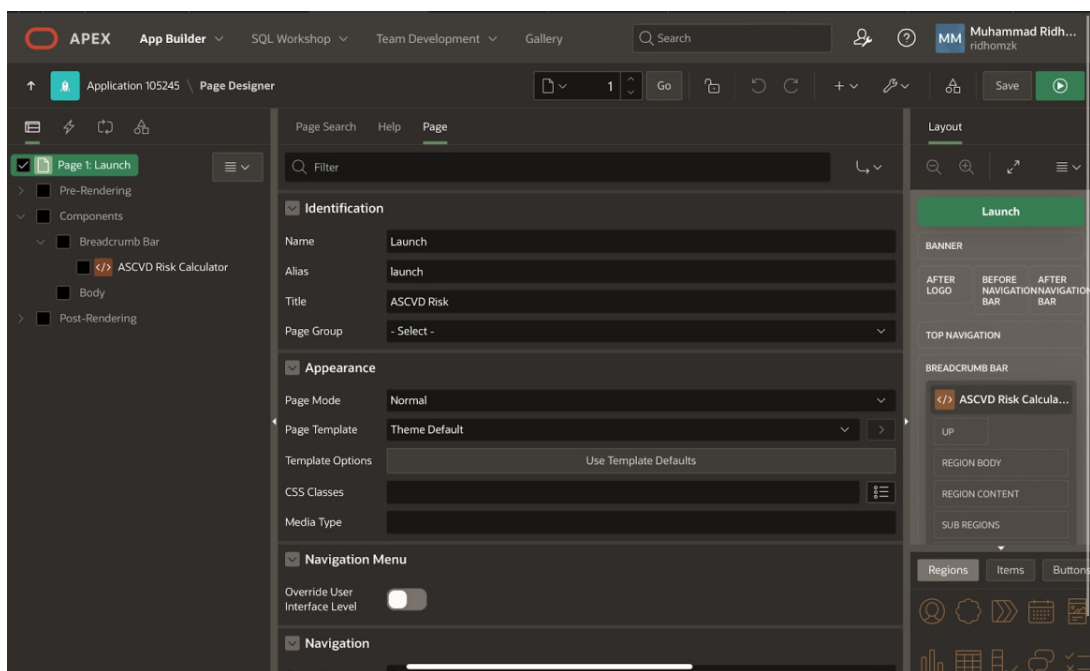 APEX App Builder SQL Workshop Team Development Gallery Search MM Muhammad Ridh...
ridhomzk
Application 105245 \ Page Designer 1 Go Save
Page 1: Launch
Pre-Rendering
Components
Breadcrumb Bar
</> ASCVD Risk Calculator
Body
Post-Rendering
Page Search Help Page
Filter
Identification
Name Launch
Alias launch
Title ASCVD Risk
Page Group - Select -
Appearance
Page Mode Normal
Page Template Theme Default
Template Options Use Template Defaults
CSS Classes
Media Type
Navigation Menu
Override User
Interface Level
Navigation
Layout
Launch
BANNER
AFTER LOGO
BEFORE NAVIGATION BAR
AFTER NAVIGATION BAR
TOP NAVIGATION
BREADCRUMB BAR
</> ASCVD Risk Calcula...
UP
REGION BODY
REGION CONTENT
SUB REGIONS
Regions Items Buttons